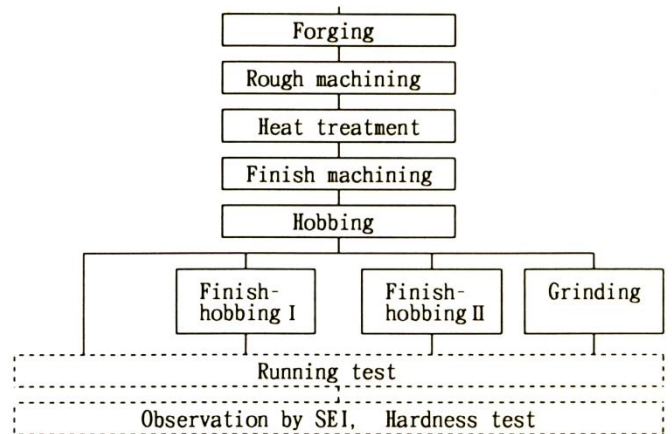 Forging
Rough machining
Heat treatment
Finish machining
Hobbing
Finish-
hobbing I
Finish-
hobbing II
Grinding
Running test
Observation by SEI, Hardness test